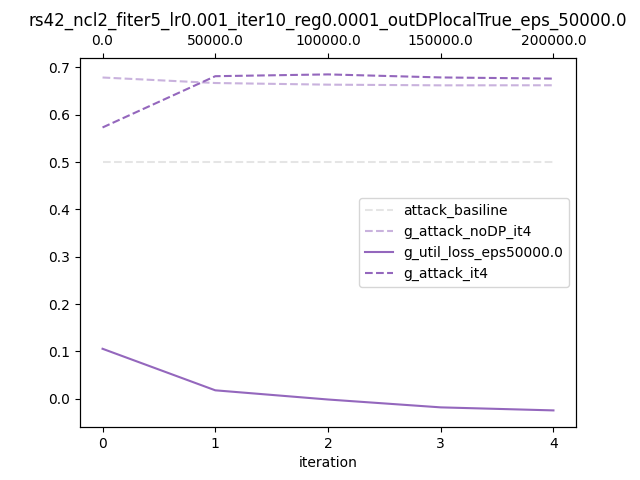 rs42_ncl2_fiter5_lr0.001_iter10_reg0.0001_outDPlocalTrue_eps_50000.0
0.0 50000.0 100000.0 150000.0 200000.0
0.7
0.6
0.5
0.4
0.3
0.2
0.1
0.0
attack_basiline
g_attack_noDP_it4
g_util_loss_eps50000.0
g_attack_it4
0 1 2 3 4
iteration